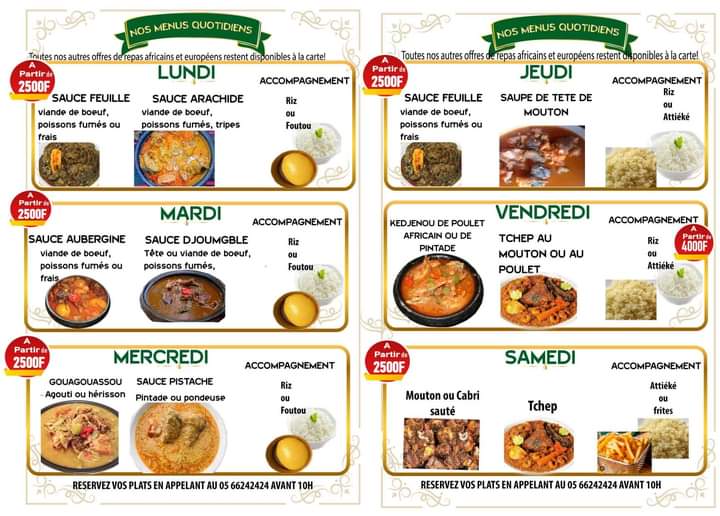 NOS MENUS QUOTIDIENS
Toutes nos autres offres de repas africains et européens restent disponibles à la carte!
A
Partir de
2500F
LUNDI
ACCOMPAGNEMENT
SAUCE FEUILLE
viande de boeuf,
poissons fumés ou
frais
SAUCE ARACHIDE
viande de boeuf,
poissons fumés, tripes
Riz
ou
Foutou
A
Partir de
2500F
MARDI
ACCOMPAGNEMENT
SAUCE AUBERGINE
viande de boeuf,
poissons fumés ou
frais
SAUCE DJOUMGBLE
Tête ou viande de boeuf,
poissons fumés,
Riz
ou
Foutou
A
Partir de
2500F
MERCREDI
ACCOMPAGNEMENT
GOUAGOUASSOU
Agouti ou hérisson
SAUCE PISTACHE
Pintade ou pondeuse
Riz
ou
Foutou
RESERVEZ VOS PLATS EN APPELANT AU 05 66242424 AVANT 10H
NOS MENUS QUOTIDIENS
Toutes nos autres offres de repas africains et européens restent disponibles à la carte!
A
Partir de
2500F
JEUDI
ACCOMPAGNEMENT
SAUCE FEUILLE
viande de boeuf,
poissons fumés ou
frais
SAUPE DE TETE DE
MOUTON
Riz
ou
Attiéké
VENDREDI
ACCOMPAGNEMENT
KEDJENOU DE POULET
AFRICAIN OU DE
PINTADE
TCHEP AU
MOUTON OU AU
POULET
Riz
ou
Attiéké
A
Partir de
4000F
A
Partir de
2500F
SAMEDI
ACCOMPAGNEMENT
Mouton ou Cabri
sauté
Tchep
Attiéké
ou
frites
RESERVEZ VOS PLATS EN APPELANT AU 05 66242424 AVANT 10H